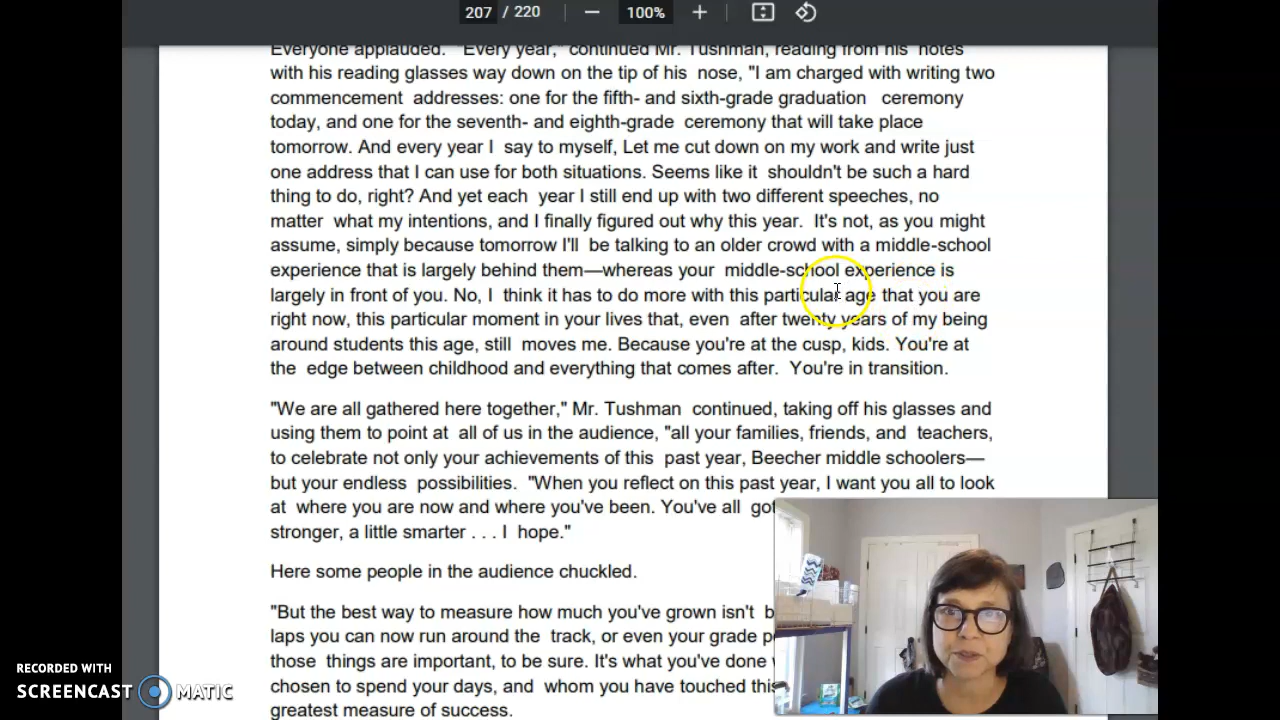 207 / 220 100%
Everyone applauded. "Every year," continued Mr. Tushman, reading from his notes
with his reading glasses way down on the tip of his nose, "I am charged with writing two
commencement addresses: one for the fifth- and sixth-grade graduation ceremony
today, and one for the seventh- and eighth-grade ceremony that will take place
tomorrow. And every year I say to myself, Let me cut down on my work and write just
one address that I can use for both situations. Seems like it shouldn't be such a hard
thing to do, right? And yet each year I still end up with two different speeches, no
matter what my intentions, and I finally figured out why this year. It's not, as you might
assume, simply because tomorrow I'll be talking to an older crowd with a middle-school
experience that is largely behind them—whereas your middle-school experience is
largely in front of you. No, I think it has to do more with this particular age that you are
right now, this particular moment in your lives that, even after twenty years of my being
around students this age, still moves me. Because you're at the cusp, kids. You're at
the edge between childhood and everything that comes after. You're in transition.
"We are all gathered here together," Mr. Tushman continued, taking off his glasses and
using them to point at all of us in the audience, "all your families, friends, and teachers,
to celebrate not only your achievements of this past year, Beecher middle schoolers—
but your endless possibilities. "When you reflect on this past year, I want you all to look
at where you are now and where you've been. You've all got
stronger, a little smarter . . . I hope."
Here some people in the audience chuckled.
"But the best way to measure how much you've grown isn't b
laps you can now run around the track, or even your grade p
those things are important, to be sure. It's what you've done
chosen to spend your days, and whom you have touched this
greatest measure of success.
RECORDED WITH
SCREENCAST MATIC